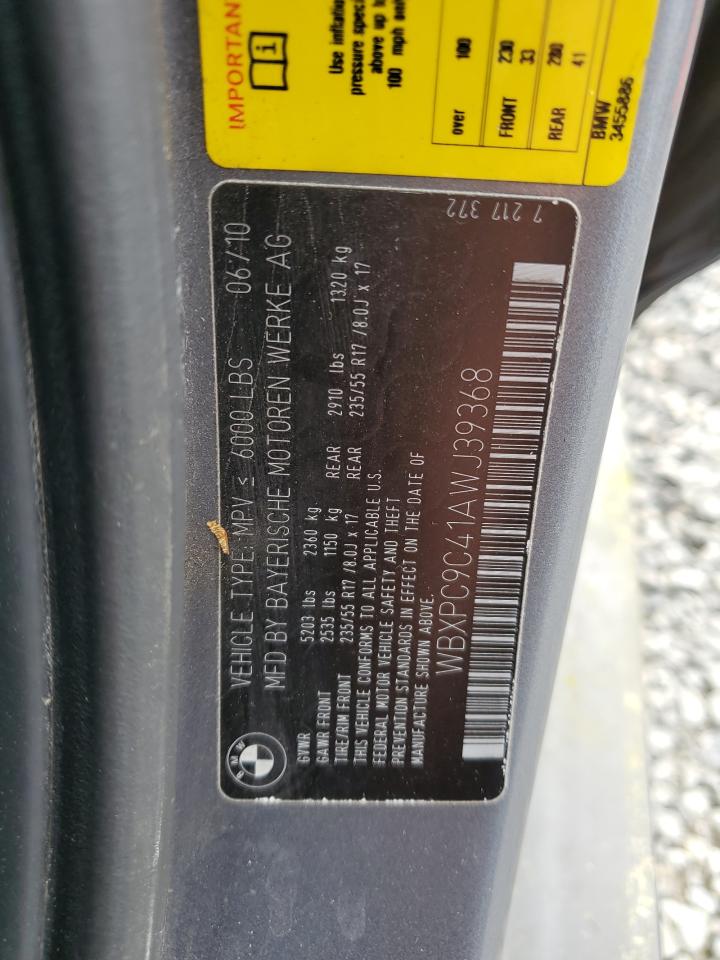 IMPORTAN
Use initial
pressure speci
above up to
100 mph onl
over 100
FRONT 230
33
REAR 280
41
BMW
3455886
VEHICLE TYPE: MPV ≤ 6000 LBS 06/10
MFD BY BAYERISCHE MOTOREN WERKE AG
GVWR 5203 lbs 2360 kg
GAWR FRONT 2535 lbs 1150 kg REAR 2910 lbs 1320 kg
TIRE/RIM FRONT 235/55 R17 /8.0J x 17 REAR 235/55 R17 /8.0J x 17
THIS VEHICLE CONFORMS TO ALL APPLICABLE U.S.
FEDERAL MOTOR VEHICLE SAFETY AND THEFT
PREVENTION STANDARDS IN EFFECT ON THE DATE OF
MANUFACTURE SHOWN ABOVE.
WBXPC9C41AWJ39368
7 217 372
BMW